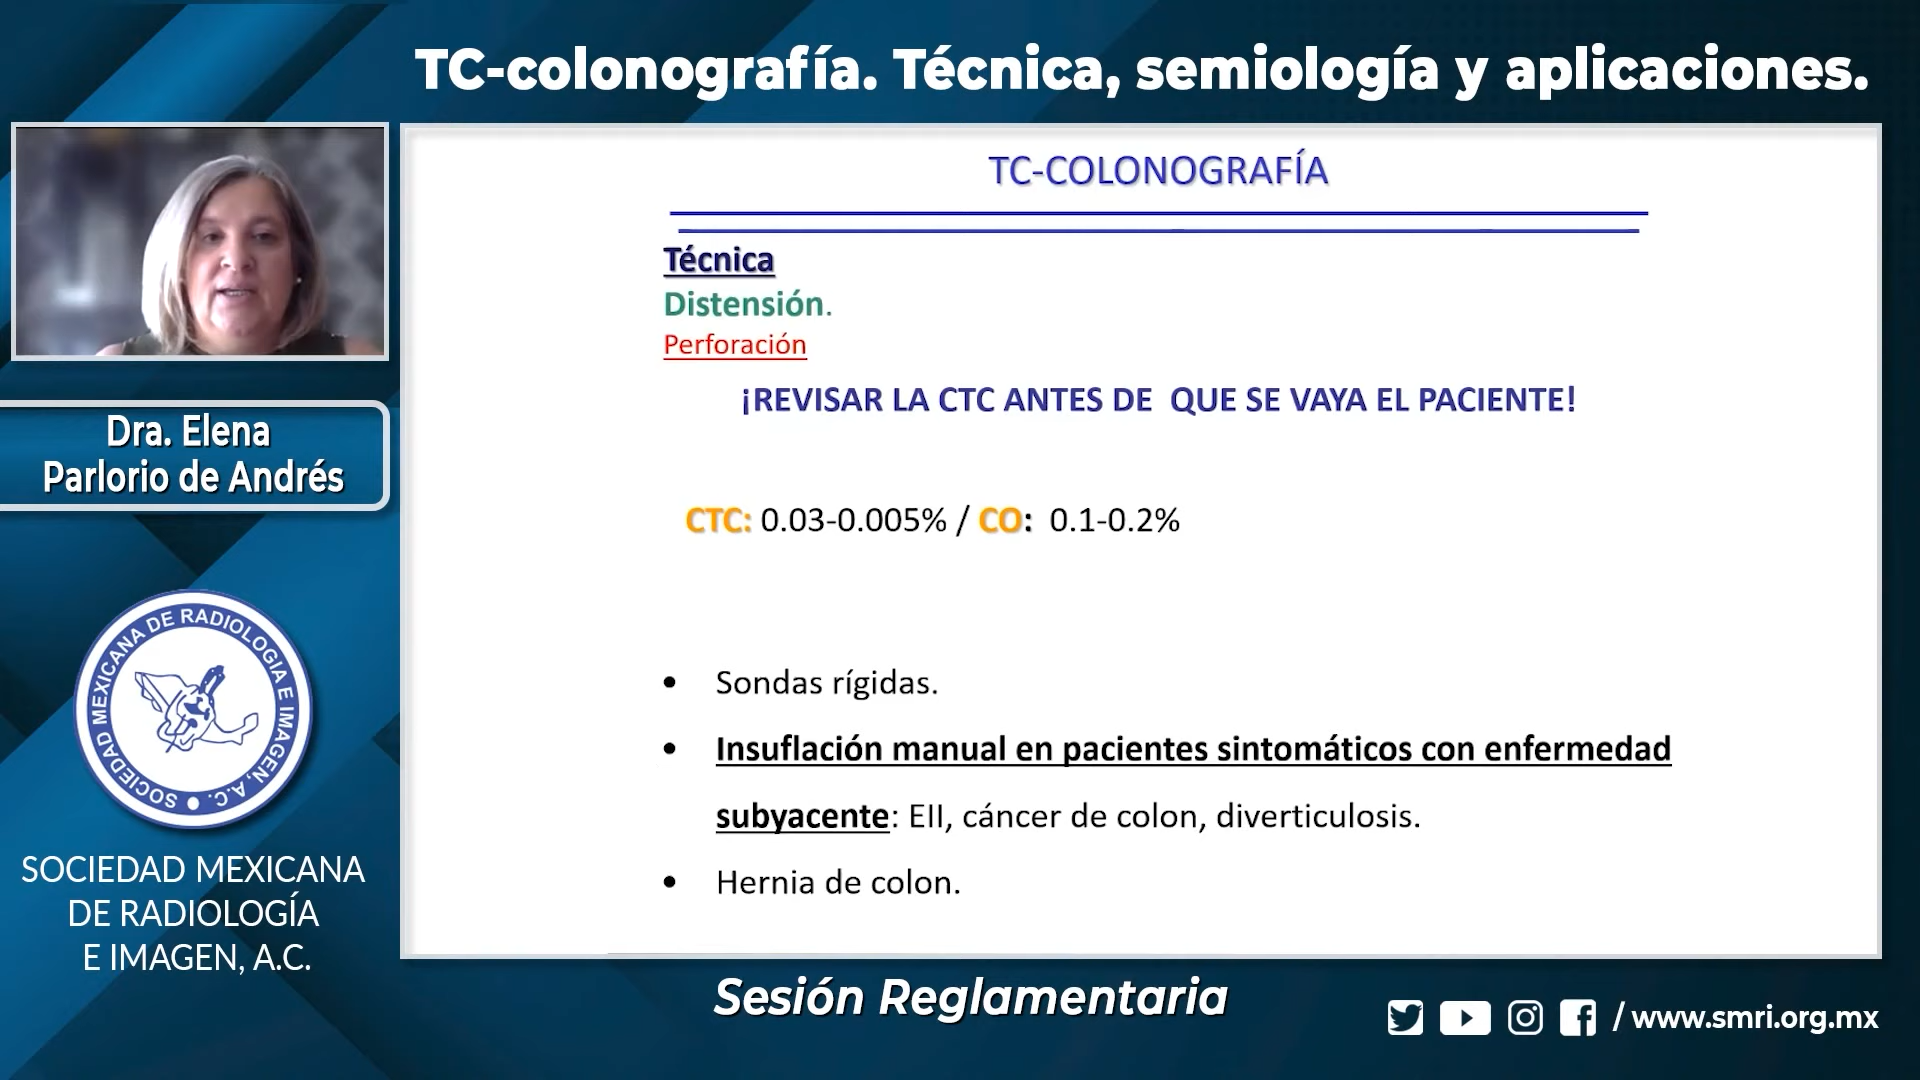 TC-colonografía. Técnica, semiología y aplicaciones.
TC-COLONOGRAFÍA
Técnica
Distensión.
Perforación
¡REVISAR LA CTC ANTES DE QUE SE VAYA EL PACIENTE!
CTC: 0.03-0.005% / CO: 0.1-0.2%
• Sondas rígidas.
• Insuflación manual en pacientes sintomáticos con enfermedad
subyacente: EII, cáncer de colon, diverticulosis.
• Hernia de colon.
Dra. Elena
Parlorio de Andrés
SOCIEDAD MEXICANA DE RADIOLOGIA E IMAGEN, A.C.
SOCIEDAD MEXICANA
DE RADIOLOGÍA
E IMAGEN, A.C.
Sesión Reglamentaria
/ www.smri.org.mx